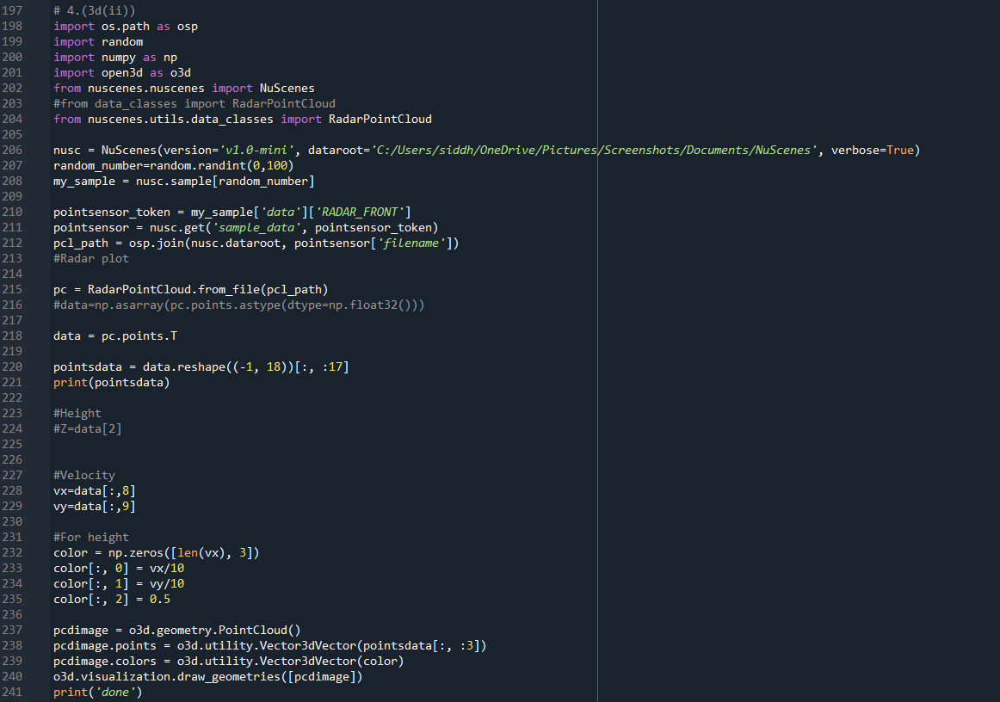 197 # 4.(3d(ii))
198 import os.path as osp
199 import random
200 import numpy as np
201 import open3d as o3d
202 from nuscenes.nuscenes import NuScenes
203 #from data_classes import RadarPointCloud
204 from nuscenes.utils.data_classes import RadarPointCloud
205
206 nusc = NuScenes(version='v1.0-mini', dataroot='C:/Users/siddh/OneDrive/Pictures/Screenshots/Documents/NuScenes', verbose=True)
207 random_number=random.randint(0,100)
208 my_sample = nusc.sample[random_number]
209
210 pointsensor_token = my_sample['data']['RADAR_FRONT']
211 pointsensor = nusc.get('sample_data', pointsensor_token)
212 pcl_path = osp.join(nusc.dataroot, pointsensor['filename'])
213 #Radar plot
214
215 pc = RadarPointCloud.from_file(pcl_path)
216 #data=np.asarray(pc.points.astype(dtype=np.float32()))
217
218 data = pc.points.T
219
220 pointsdata = data.reshape((-1, 18))[:, :17]
221 print(pointsdata)
222
223 #Height
224 #Z=data[2]
225
226
227 #Velocity
228 vx=data[:,8]
229 vy=data[:,9]
230
231 #For height
232 color = np.zeros([len(vx), 3])
233 color[:, 0] = vx/10
234 color[:, 1] = vy/10
235 color[:, 2] = 0.5
236
237 pcdimage = o3d.geometry.PointCloud()
238 pcdimage.points = o3d.utility.Vector3dVector(pointsdata[:, :3])
239 pcdimage.colors = o3d.utility.Vector3dVector(color)
240 o3d.visualization.draw_geometries([pcdimage])
241 print('done')